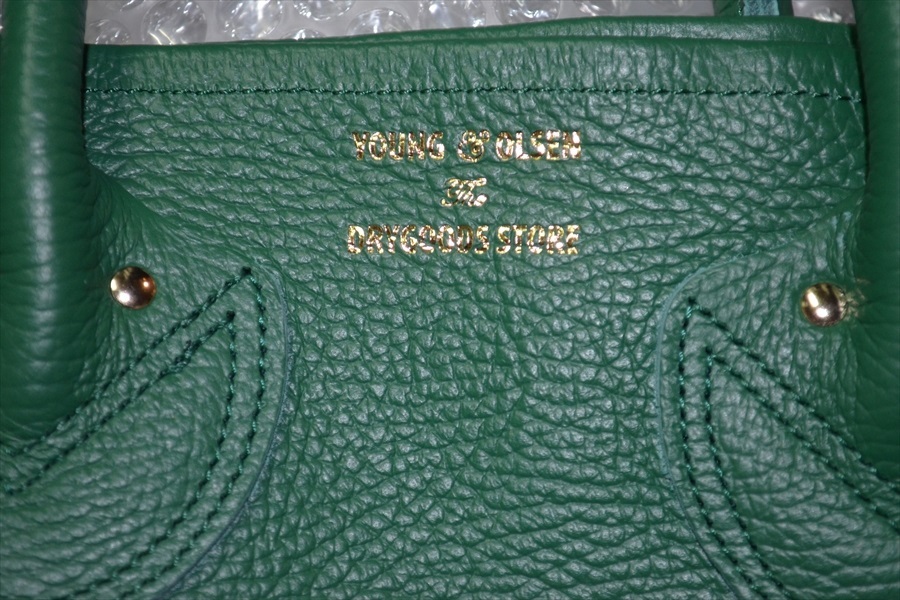 YOUNG & OLSEN
The
DRYGOODS STORE